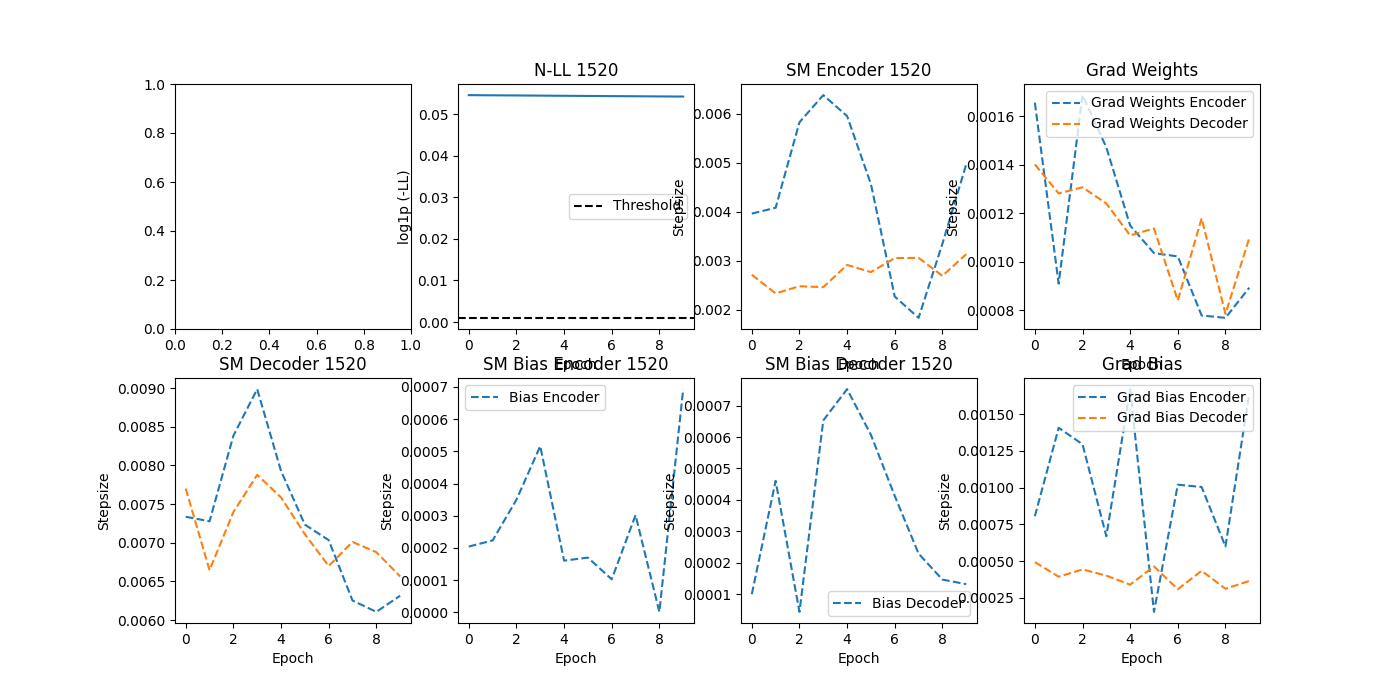 1.0
0.8
0.6
0.4
0.2
0.0
0.0 0.2 0.4 0.6 0.8 1.0
N-LL 1520
log1p (-LL)
0.05
0.04
0.03
0.02
0.01
0.00
Threshold
0 2 4 6 8
Epoch
SM Encoder 1520
Stepsize
0.006
0.005
0.004
0.003
0.002
0 2 4 6 8
Epoch
Grad Weights
Stepsize
0.0016
0.0014
0.0012
0.0010
0.0008
Grad Weights Encoder
Grad Weights Decoder
0 2 4 6 8
Epoch
SM Decoder 1520
Stepsize
0.0090
0.0085
0.0080
0.0075
0.0070
0.0065
0.0060
0 2 4 6 8
Epoch
SM Bias Encoder 1520
Stepsize
0.0007
0.0006
0.0005
0.0004
0.0003
0.0002
0.0001
0.0000
Bias Encoder
0 2 4 6 8
Epoch
SM Bias Decoder 1520
Stepsize
0.0007
0.0006
0.0005
0.0004
0.0003
0.0002
0.0001
Bias Decoder
0 2 4 6 8
Epoch
Grad Bias
Stepsize
0.00150
0.00125
0.00100
0.00075
0.00050
0.00025
Grad Bias Encoder
Grad Bias Decoder
0 2 4 6 8
Epoch